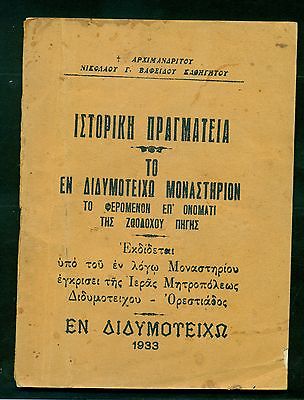 † ΑΡΧΙΜΑΝΔΡΙΤΟΥ
ΝΙΚΟΛΑΟΥ Γ. ΒΑΦΕΙΔΟΥ ΚΑΘΗΓΗΤΟΥ
ΙΣΤΟΡΙΚΗ ΠΡΑΓΜΑΤΕΙΑ
ΤΟ
ΕΝ ΔΙΔΥΜΟΤΕΙΧΩ ΜΟΝΑΣΤΗΡΙΟΝ
ΤΟ ΦΕΡΟΜΕΝΟΝ ΕΠ' ΟΝΟΜΑΤΙ
ΤΗΣ ΖΩΟΔΟΧΟΥ ΠΗΓΗΣ
Ἐκδίδεται
ὑπὸ τοῦ ἐν λόγω Μοναστηρίου
ἐγκρίσει τῆς Ἱερᾶς Μητροπόλεως
Διδυμοτείχου - Ὀρεστιάδος
ΕΝ ΔΙΔΥΜΟΤΕΙΧΩ
1933